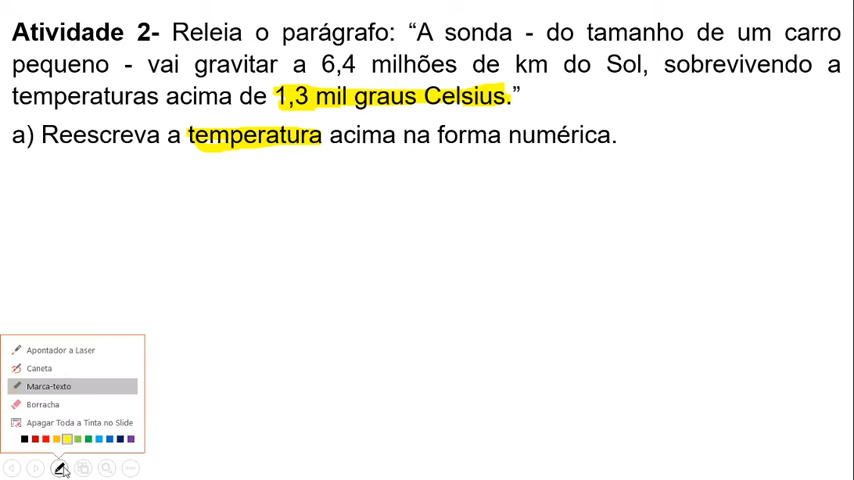 Atividade 2- Releia o parágrafo: “A sonda - do tamanho de um carro
pequeno - vai gravitar a 6,4 milhões de km do Sol, sobrevivendo a
temperaturas acima de 1,3 mil graus Celsius.”
a) Reescreva a temperatura acima na forma numérica.
Apontador a Laser
Caneta
Marca-texto
Borracha
Apagar Toda a Tinta no Slide